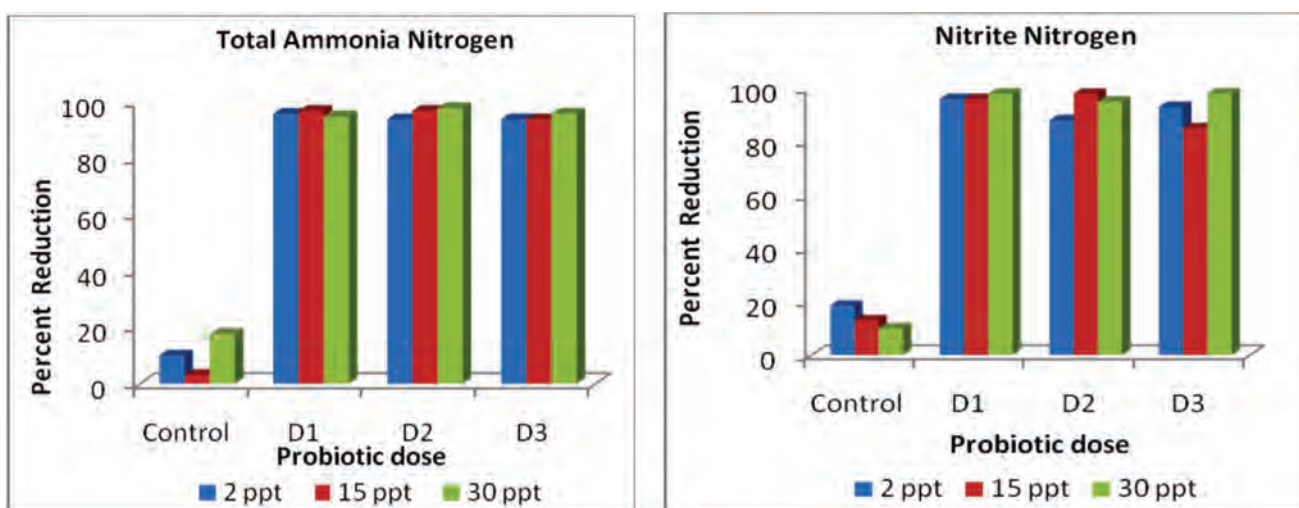 Total Ammonia Nitrogen
Percent Reduction
100
80
60
40
20
0
Control D1 D2 D3
Probiotic dose
2 ppt 15 ppt 30 ppt
Nitrite Nitrogen
Percent Reduction
100
80
60
40
20
0
Control D1 D2 D3
Probiotic dose
2 ppt 15 ppt 30 ppt